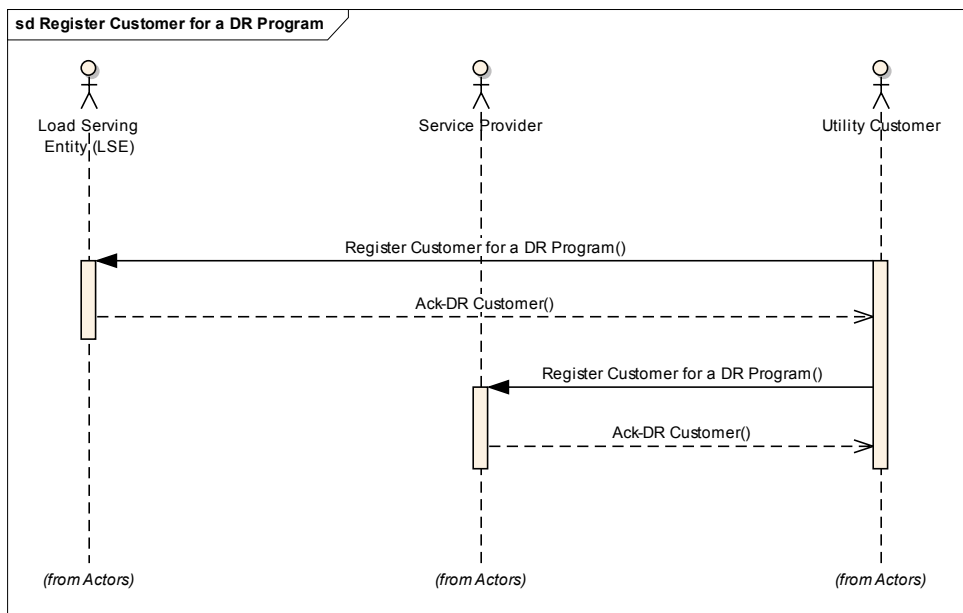 sd Register Customer for a DR Program
Load Serving
Entity (LSE)
Service Provider
Utility Customer
Register Customer for a DR Program()
Ack-DR Customer()
Register Customer for a DR Program()
Ack-DR Customer()
(from Actors)
(from Actors)
(from Actors)